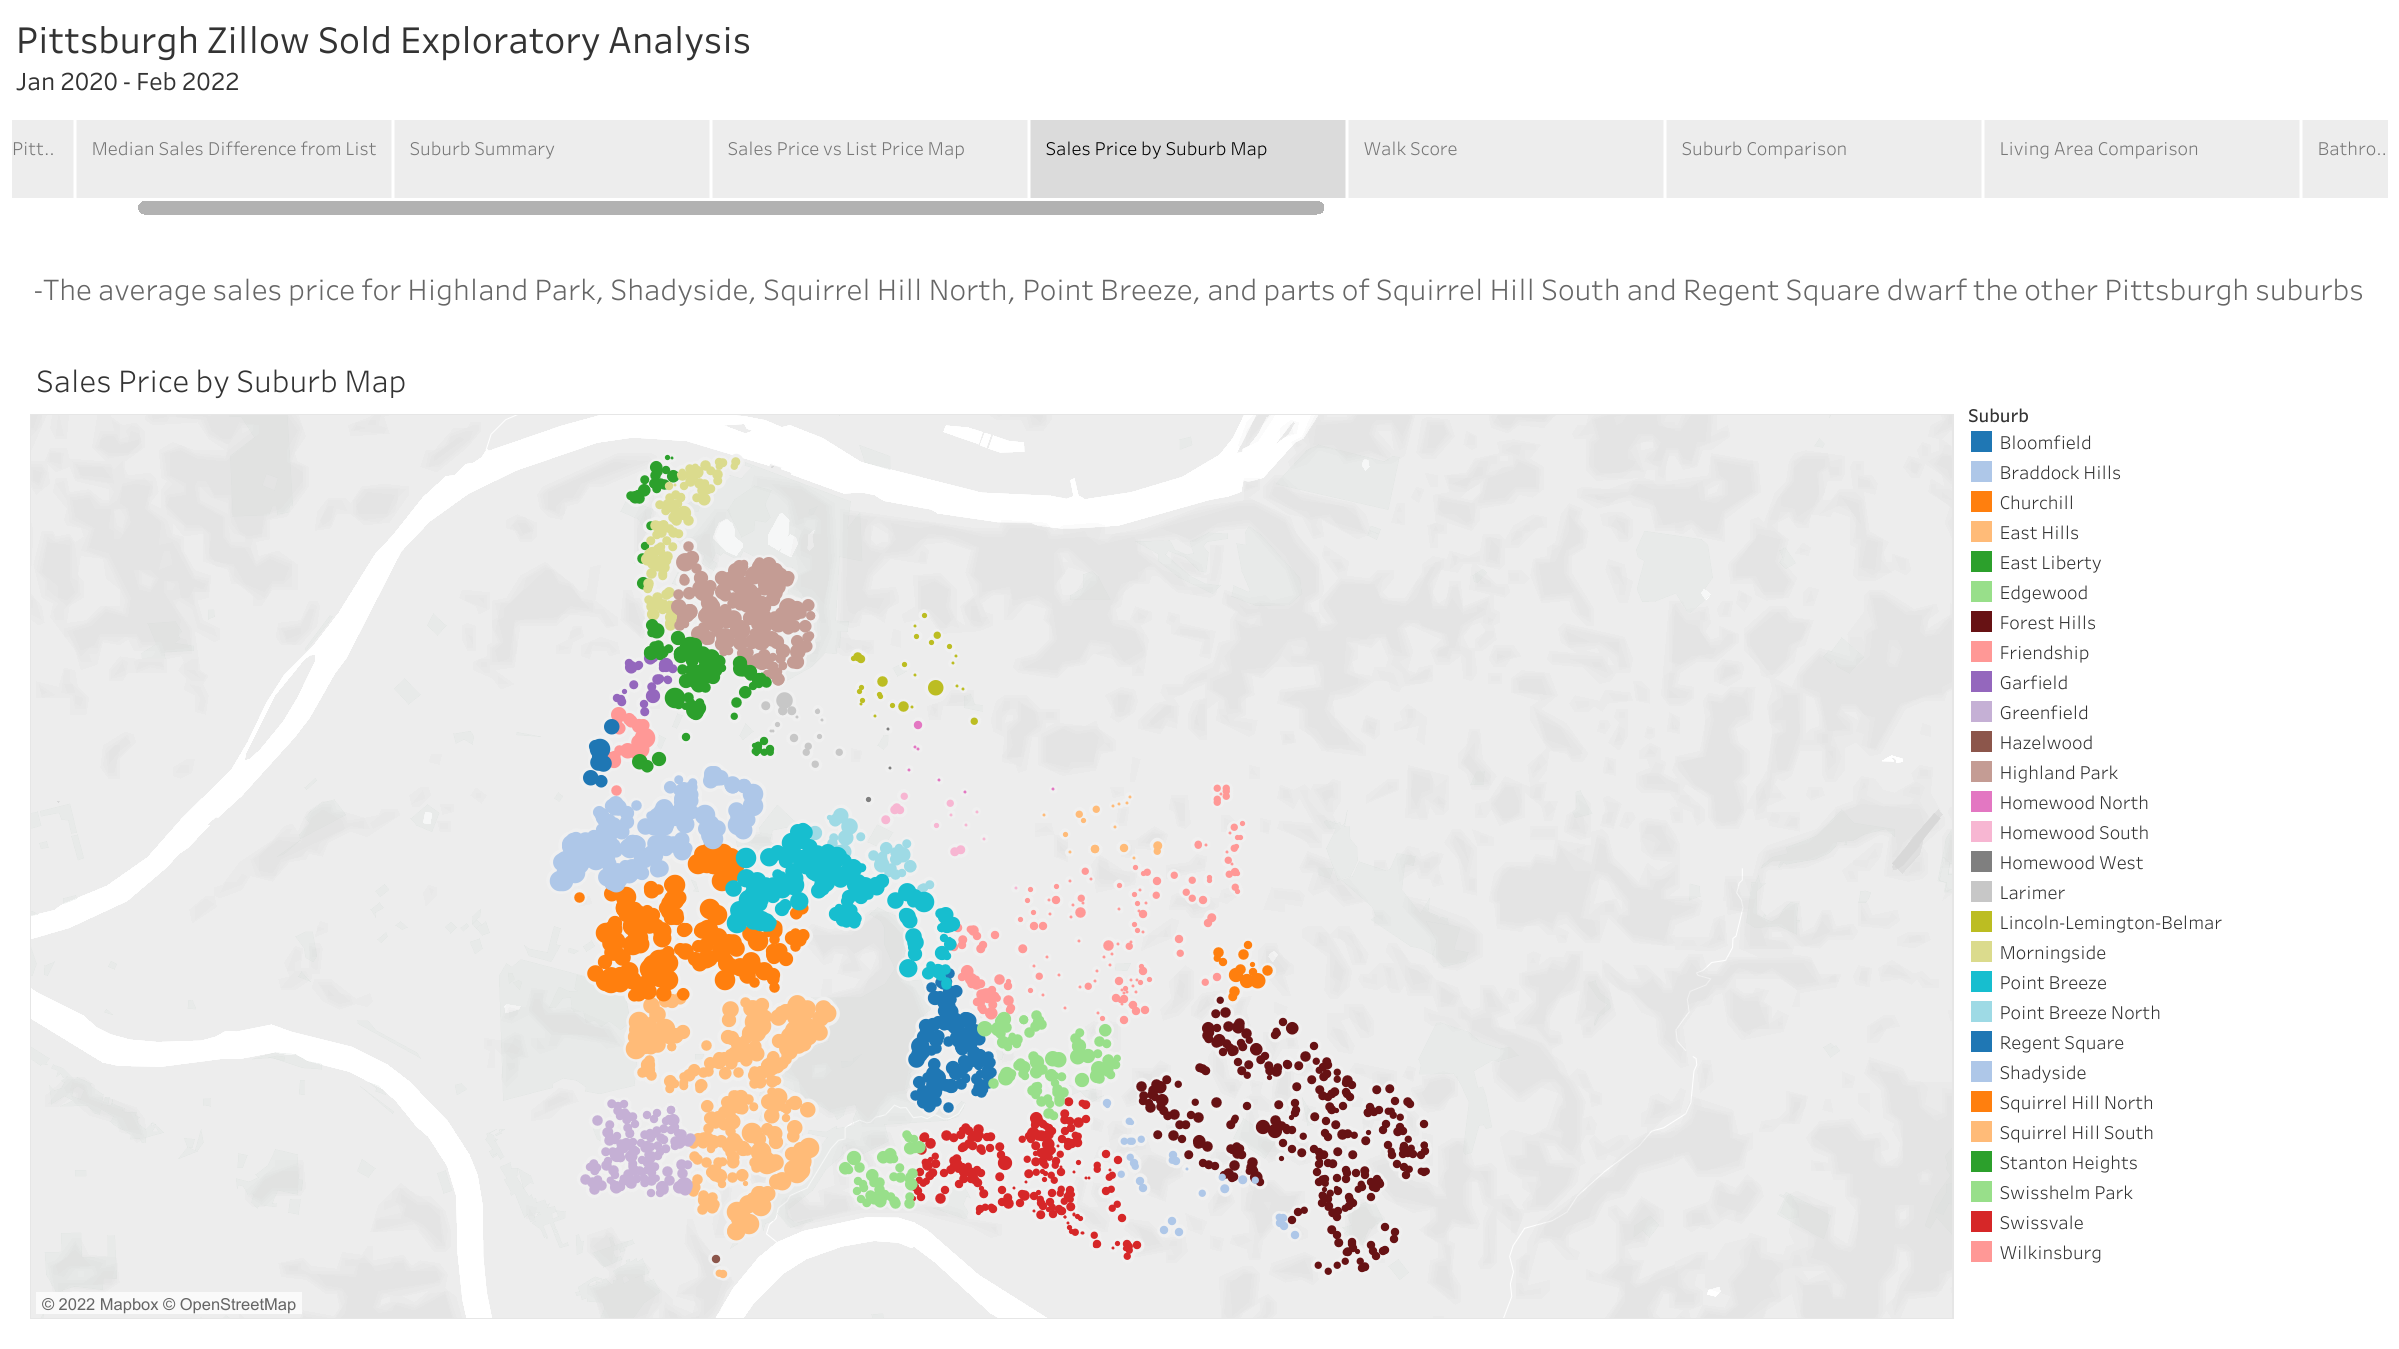 Pittsburgh Zillow Sold Exploratory Analysis
Jan 2020 - Feb 2022
Pitt..
Median Sales Difference from List
Suburb Summary
Sales Price vs List Price Map
Sales Price by Suburb Map
Walk Score
Suburb Comparison
Living Area Comparison
Bathro..
-The average sales price for Highland Park, Shadyside, Squirrel Hill North, Point Breeze, and parts of Squirrel Hill South and Regent Square dwarf the other Pittsburgh suburbs
Sales Price by Suburb Map
Suburb
Bloomfield
Braddock Hills
Churchill
East Hills
East Liberty
Edgewood
Forest Hills
Friendship
Garfield
Greenfield
Hazelwood
Highland Park
Homewood North
Homewood South
Homewood West
Larimer
Lincoln-Lemington-Belmar
Morningside
Point Breeze
Point Breeze North
Regent Square
Shadyside
Squirrel Hill North
Squirrel Hill South
Stanton Heights
Swisshelm Park
Swissvale
Wilkinsburg
© 2022 Mapbox © OpenStreetMap